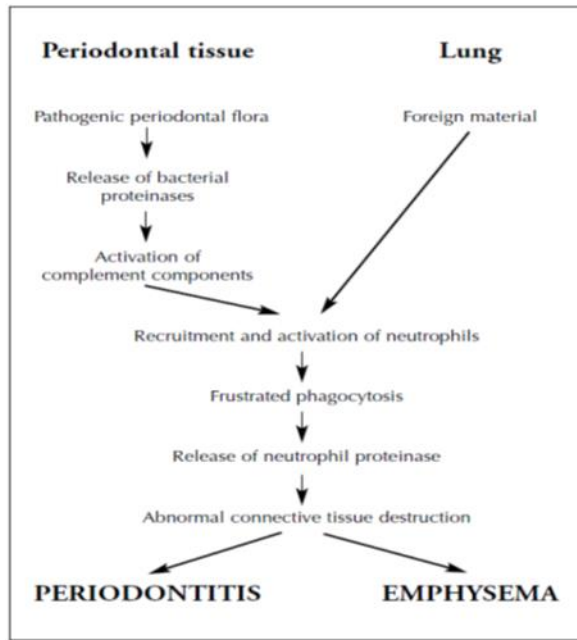 Periodontal tissue
Lung
Pathogenic periodontal flora
Foreign material
Release of bacterial
proteinases
Activation of
complement components
Recruitment and activation of neutrophils
Frustrated phagocytosis
Release of neutrophil proteinase
Abnormal connective tissue destruction
PERIODONTITIS
EMPHYSEMA